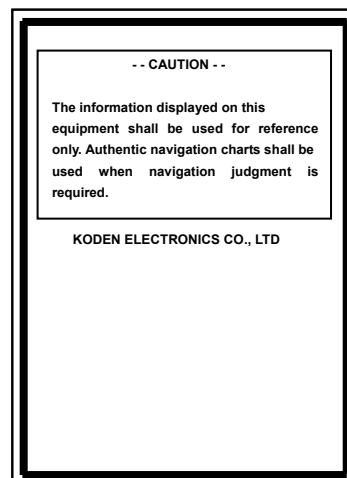 - - CAUTION - -
The information displayed on this
equipment shall be used for reference
only. Authentic navigation charts shall be
used when navigation judgment is
required.
KODEN ELECTRONICS CO., LTD